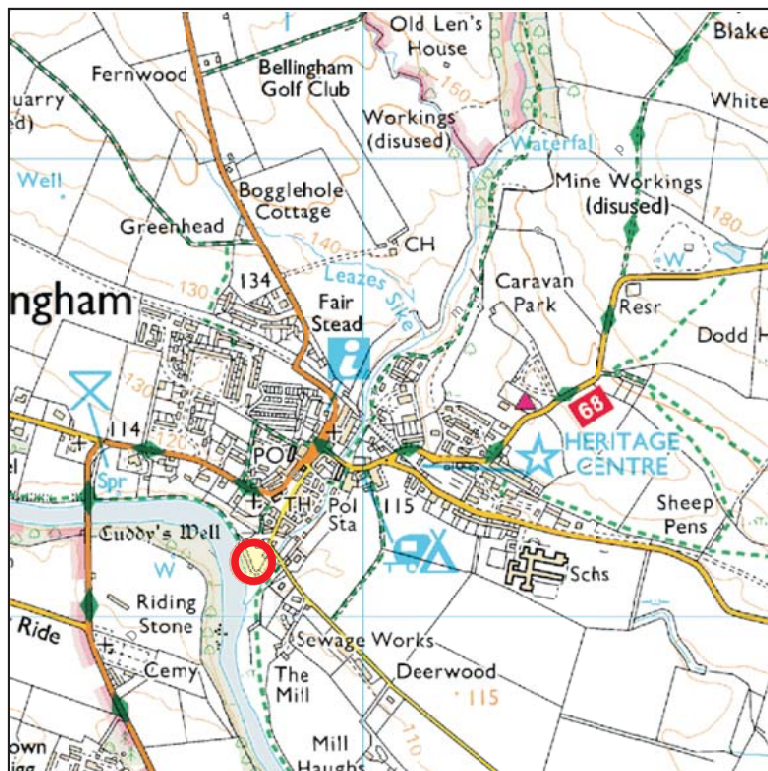 Old Len's
House
Blake
Fernwood
Bellingham
Golf Club
160
150
White
uarry
ed)
Workings
(disused)
Waterfal
Well
Bogglehole
Cottage
Mine Workings
(disused)
180
Greenhead
140
CH
W
130
134
Leazes Sike
Caravan
Park
Resr
ngham
Fair
Stead
i
Dodd H
130
68
114
120
PO
HERITAGE
CENTRE
Spr
TH
Pol
Sta
115
Sheep
Pens
Cuddy's Well
W
Schs
Riding
Stone
Ride
Sewage Works
Cemy
The
Mill
Deerwood
115
110
own
Mill
Haughs